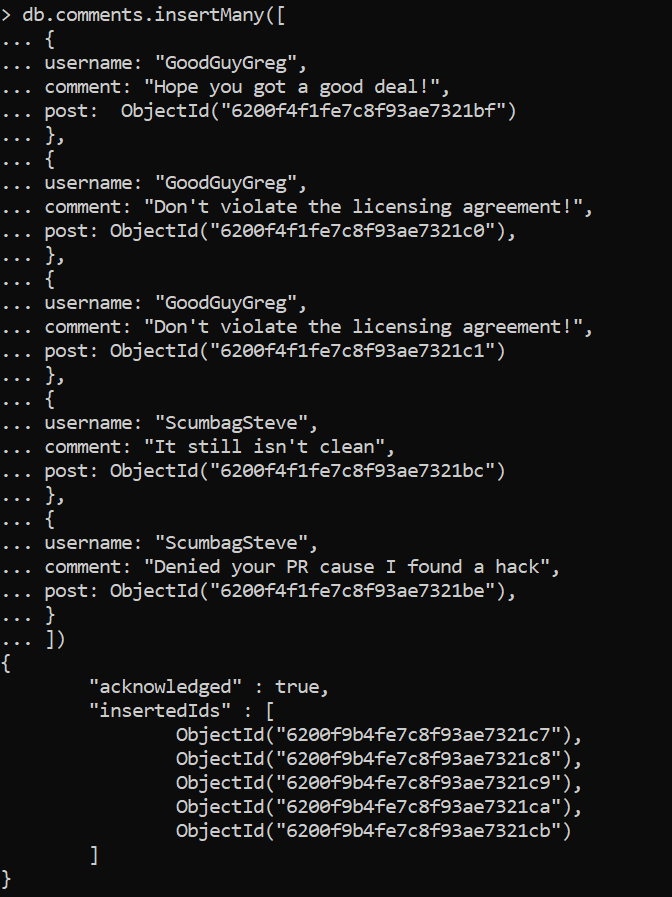 > db.comments.insertMany([
... {
... username: "GoodGuyGreg",
... comment: "Hope you got a good deal!",
... post:  ObjectId("6200f4f1fe7c8f93ae7321bf")
... },
... {
... username: "GoodGuyGreg",
... comment: "Don't violate the licensing agreement!",
... post: ObjectId("6200f4f1fe7c8f93ae7321c0"),
... },
... {
... username: "GoodGuyGreg",
... comment: "Don't violate the licensing agreement!",
... post: ObjectId("6200f4f1fe7c8f93ae7321c1")
... },
... {
... username: "ScumbagSteve",
... comment: "It still isn't clean",
... post: ObjectId("6200f4f1fe7c8f93ae7321bc")
... },
... {
... username: "ScumbagSteve",
... comment: "Denied your PR cause I found a hack",
... post: ObjectId("6200f4f1fe7c8f93ae7321be"),
... }
... ])
{
        "acknowledged" : true,
        "insertedIds" : [
                ObjectId("6200f9b4fe7c8f93ae7321c7"),
                ObjectId("6200f9b4fe7c8f93ae7321c8"),
                ObjectId("6200f9b4fe7c8f93ae7321c9"),
                ObjectId("6200f9b4fe7c8f93ae7321ca"),
                ObjectId("6200f9b4fe7c8f93ae7321cb")
        ]
}